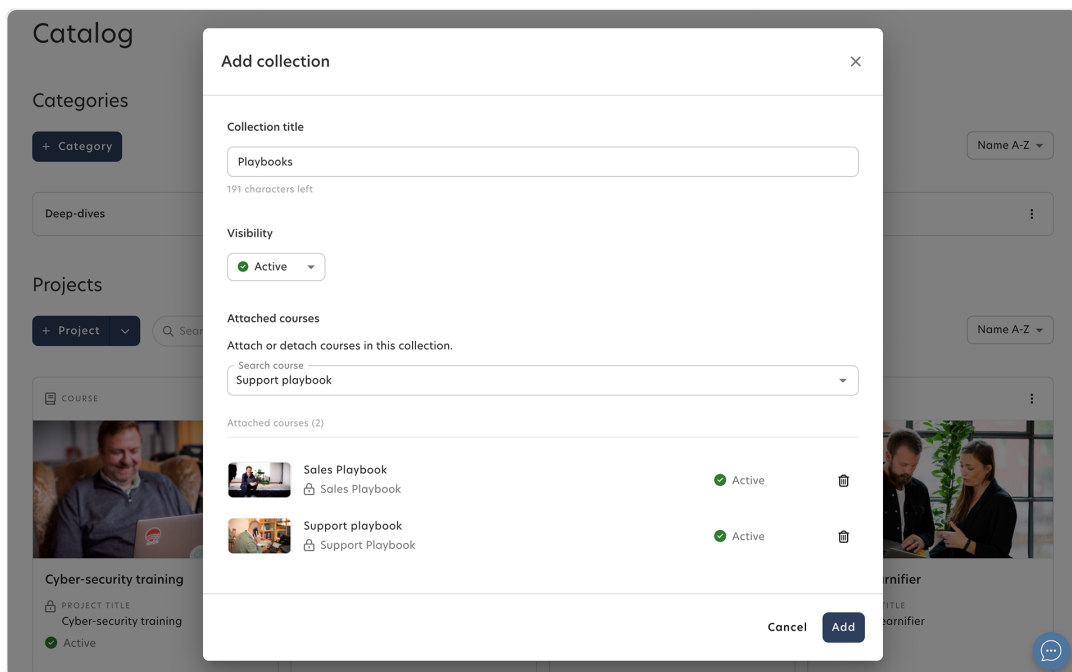 Catalog
Categories
+ Category
Name A-Z
Deep-dives
Projects
+ Project
Sear
Name A-Z
COURSE
Cyber-security training
PROJECT TITLE
Cyber-security training
Active
Add collection
Collection title
Playbooks
191 characters left
Visibility
Active
Attached courses
Attach or detach courses in this collection.
Search course
Support playbook
Attached courses (2)
Sales Playbook
Sales Playbook
Active
Support playbook
Support Playbook
Active
Cancel
Add